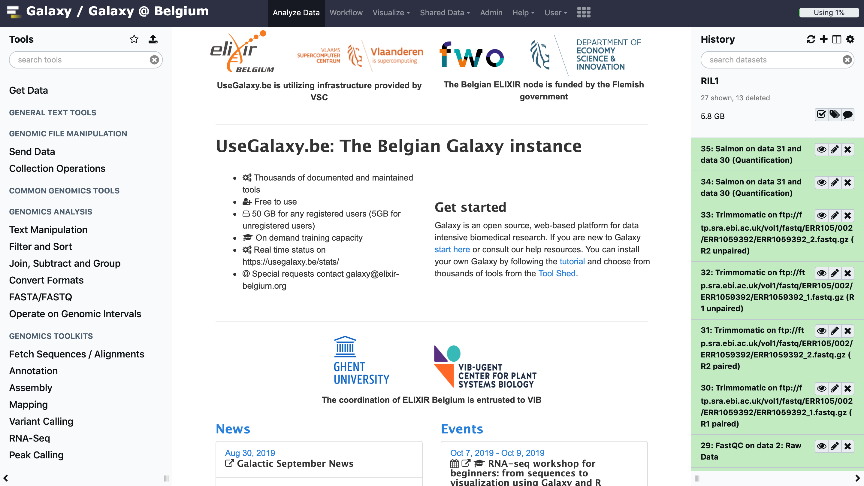 Galaxy / Galaxy @ Belgium
Analyze Data
Workflow
Visualize
Shared Data
Admin
Help
User
Using 1%
Tools
search tools
Get Data
GENERAL TEXT TOOLS
GENOMIC FILE MANIPULATION
Send Data
Collection Operations
COMMON GENOMICS TOOLS
GENOMICS ANALYSIS
Text Manipulation
Filter and Sort
Join, Subtract and Group
Convert Formats
FASTA/FASTQ
Operate on Genomic Intervals
GENOMICS TOOLKITS
Fetch Sequences / Alignments
Annotation
Assembly
Mapping
Variant Calling
RNA-Seq
Peak Calling
elixir
BELGIUM
VLAAMS
SUPERCOMPUTER
CENTRUM
Vlaanderen
is supercomputing
fwo
DEPARTMENT OF
ECONOMY
SCIENCE &
INNOVATION
UseGalaxy.be is utilizing infrastructure provided by
VSC
The Belgian ELIXIR node is funded by the Flemish
government
UseGalaxy.be: The Belgian Galaxy instance
Thousands of documented and maintained
tools
Free to use
50 GB for any registered users (5GB for
unregistered users)
On demand training capacity
Real time status on
https://usegalaxy.be/stats/
@ Special requests contact galaxy@elixir-
belgium.org
Get started
Galaxy is an open source, web-based platform for data
intensive biomedical research. If you are new to Galaxy
start here or consult our help resources. You can install
your own Galaxy by following the tutorial and choose from
thousands of tools from the Tool Shed.
GHENT
UNIVERSITY
VIB-UGENT
CENTER FOR PLANT
SYSTEMS BIOLOGY
The coordination of ELIXIR Belgium is entrusted to VIB
News
Aug 30, 2019
Galactic September News
Events
Oct 7, 2019 - Oct 9, 2019
RNA-seq workshop for
beginners: from sequences to
visualization using Galaxy and R
History
search datasets
RIL1
27 shown, 13 deleted
5.8 GB
35: Salmon on data 31 and
data 30 (Quantification)
34: Salmon on data 31 and
data 30 (Quantification)
33: Trimmomatic on ftp://f
tp.sra.ebi.ac.uk/vol1/fastq/ERR105/002
/ERR1059392/ERR1059392_2.fastq.gz (
R2 unpaired)
32: Trimmomatic on ftp://ft
p.sra.ebi.ac.uk/vol1/fastq/ERR105/002/
ERR1059392/ERR1059392_1.fastq.gz (R
1 unpaired)
31: Trimmomatic on ftp://ft
p.sra.ebi.ac.uk/vol1/fastq/ERR105/002/
ERR1059392/ERR1059392_2.fastq.gz (
R2 paired)
30: Trimmomatic on ftp://f
tp.sra.ebi.ac.uk/vol1/fastq/ERR105/002
/ERR1059392/ERR1059392_1.fastq.gz (
R1 paired)
29: FastQC on data 2: Raw
Data